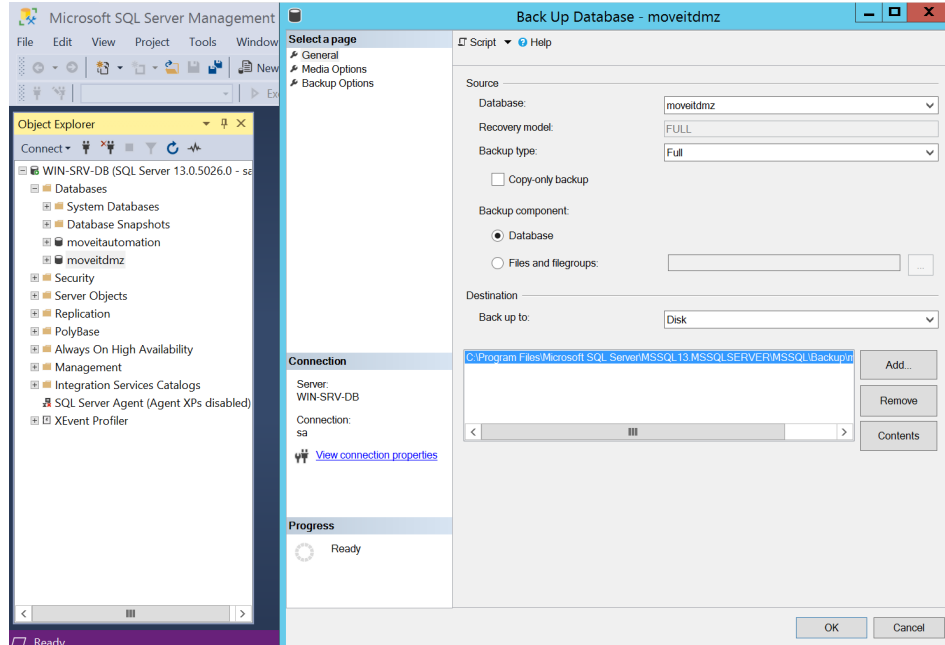 Microsoft SQL Server Management
File Edit View Project Tools Window
New
Exe
Object Explorer
Connect
WIN-SRV-DB (SQL Server 13.0.5026.0 - sa
Databases
System Databases
Database Snapshots
moveitautomation
moveitdmz
Security
Server Objects
Replication
PolyBase
Always On High Availability
Management
Integration Services Catalogs
SQL Server Agent (Agent XPs disabled)
XEvent Profiler
Ready
Back Up Database - moveitdmz
Select a page
General
Media Options
Backup Options
Connection
Server:
WIN-SRV-DB
Connection:
sa
View connection properties
Progress
Ready
Script Help
Source
Database: moveitdmz
Recovery model: FULL
Backup type: Full
Copy-only backup
Backup component:
Database
Files and filegroups: ...
Destination
Back up to: Disk
C:\Program Files\Microsoft SQL Server\MSSQL13.MSSQLSERVER\MSSQL\Backup\m
Add...
Remove
Contents
OK Cancel